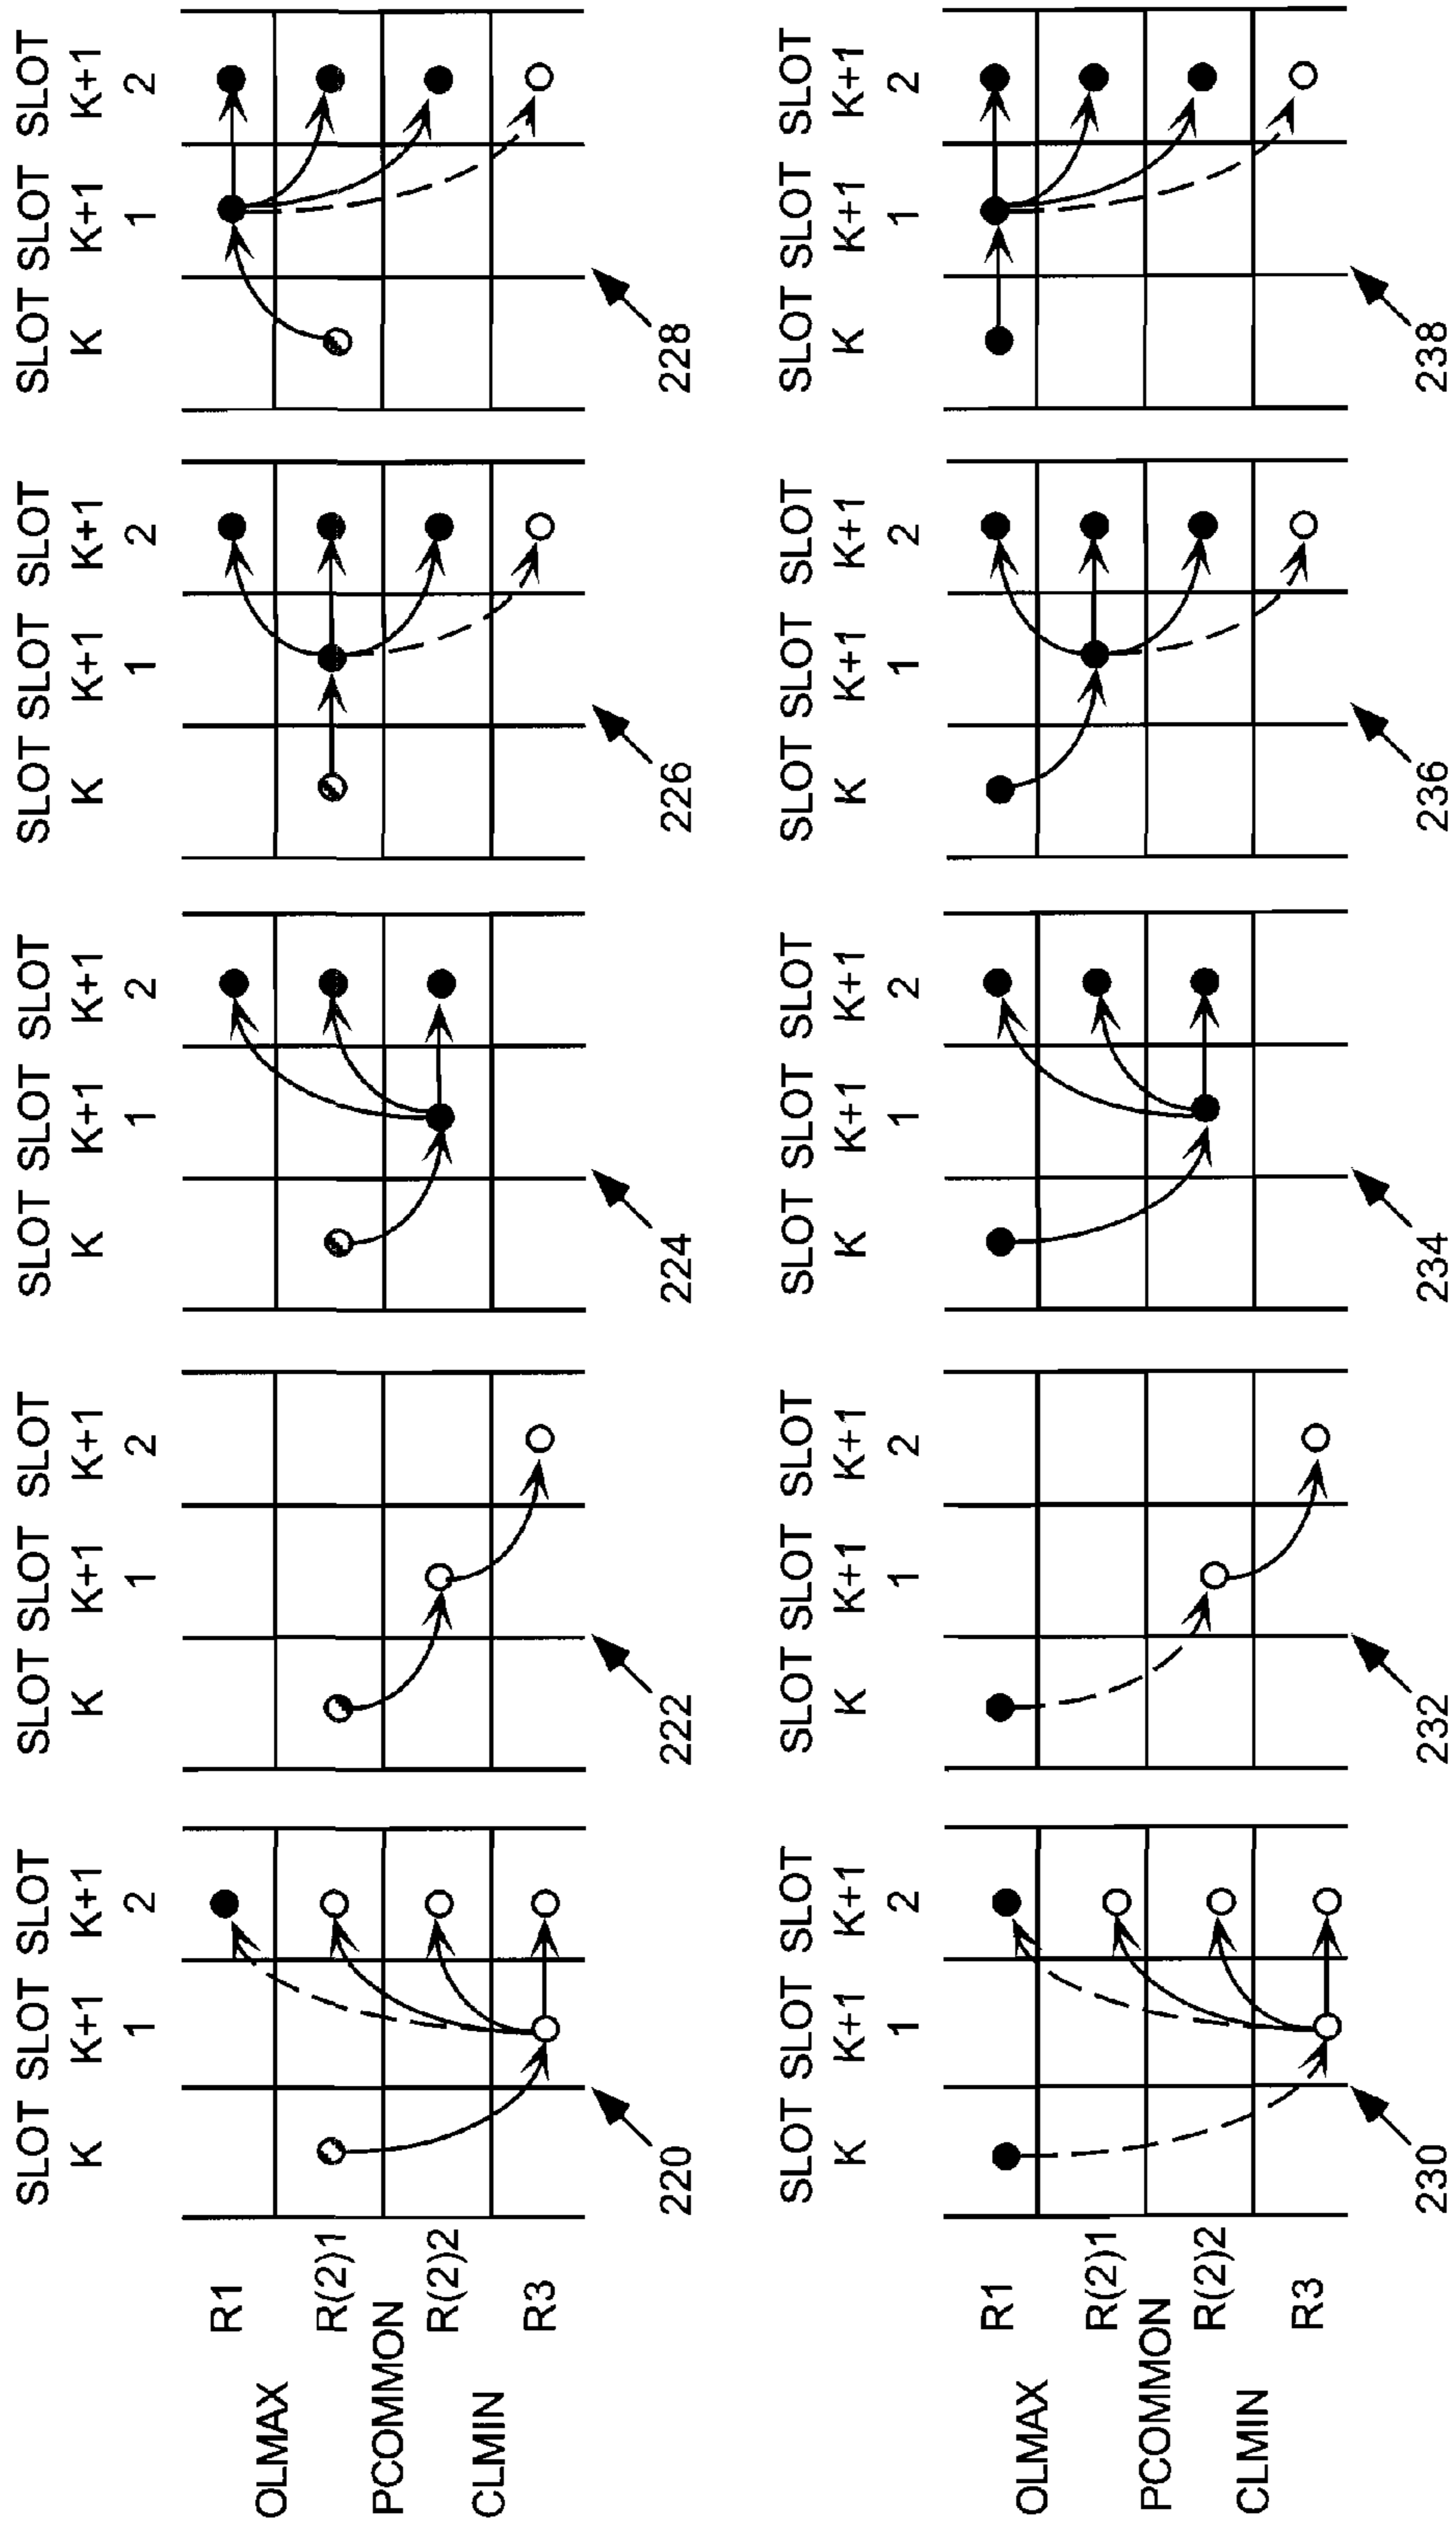 SLOT SLOT SLOT SLOT SLOT SLOT SLOT SLOT SLOT SLOT SLOT SLOT SLOT SLOT SLOT
K K+1 K+1 K K+1 K+1 K K+1 K+1 K K+1 K+1 K K+1 K+1
1 2 1 2 1 2 1 2 1 2
R1
OLMAX
R(2)1
PCOMMON
R(2)2
CLMIN
R3
220 222 224 226 228
SLOT SLOT SLOT SLOT SLOT SLOT SLOT SLOT SLOT SLOT SLOT SLOT SLOT SLOT SLOT
K K+1 K+1 K K+1 K+1 K K+1 K+1 K K+1 K+1 K K+1 K+1
1 2 1 2 1 2 1 2 1 2
R1
OLMAX
R(2)1
PCOMMON
R(2)2
CLMIN
R3
230 232 234 236 238